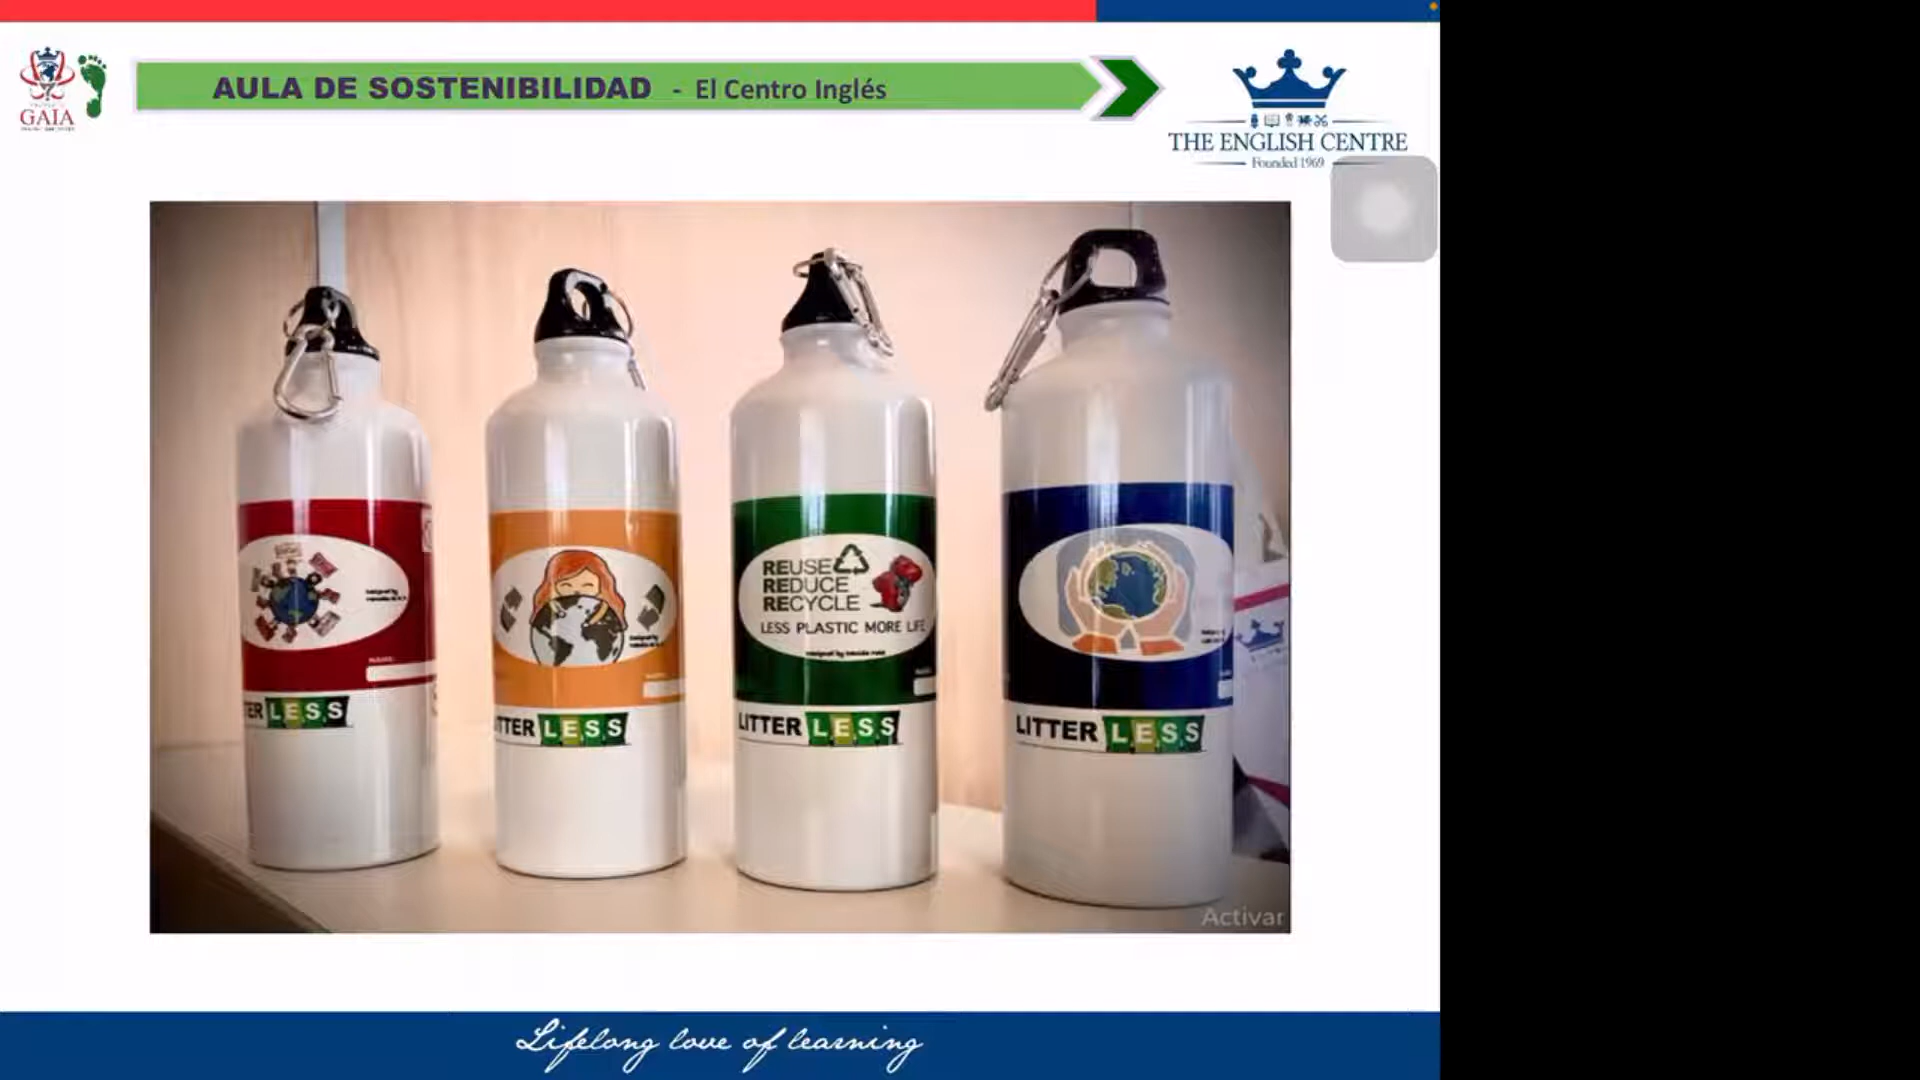 AULA DE SOSTENIBILIDAD - El Centro Inglés
GAIA
THE ENGLISH CENTRE
Founded 1969
REUSE
REDUCE
RECYCLE
LESS PLASTIC MORE LIFE
TER LESS
TTER LESS
LITTER LESS
LITTER LESS
Activar
Lifelong love of learning